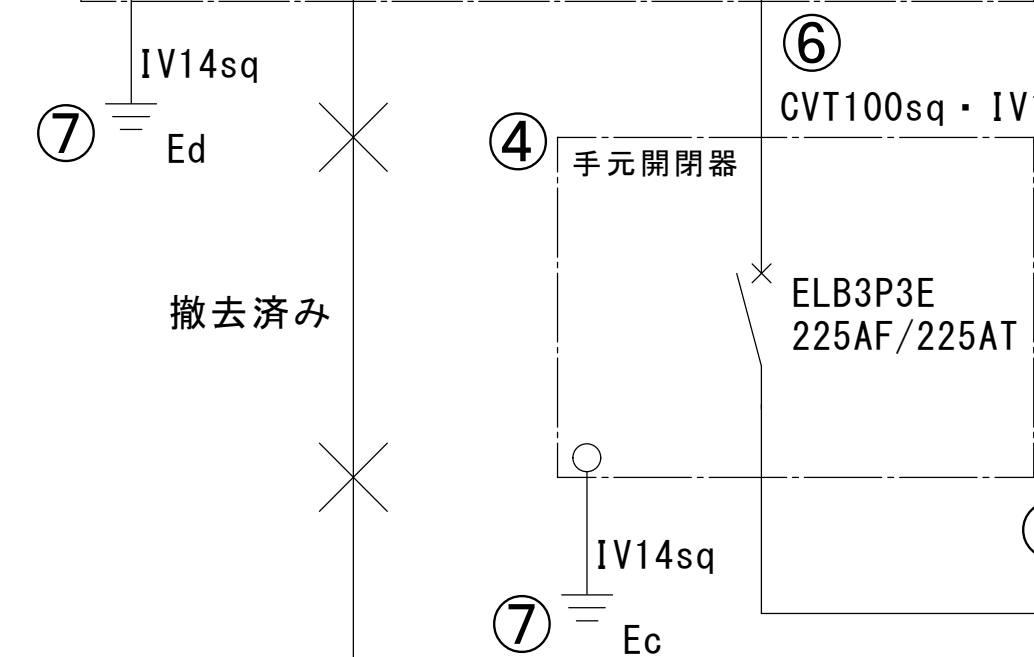 IV14sq
⑦
Ed
⑥
CVT100sq・IV
④
手元開閉器
撤去済み
ELB3P3E
225AF/225AT
IV14sq
⑦
Ec